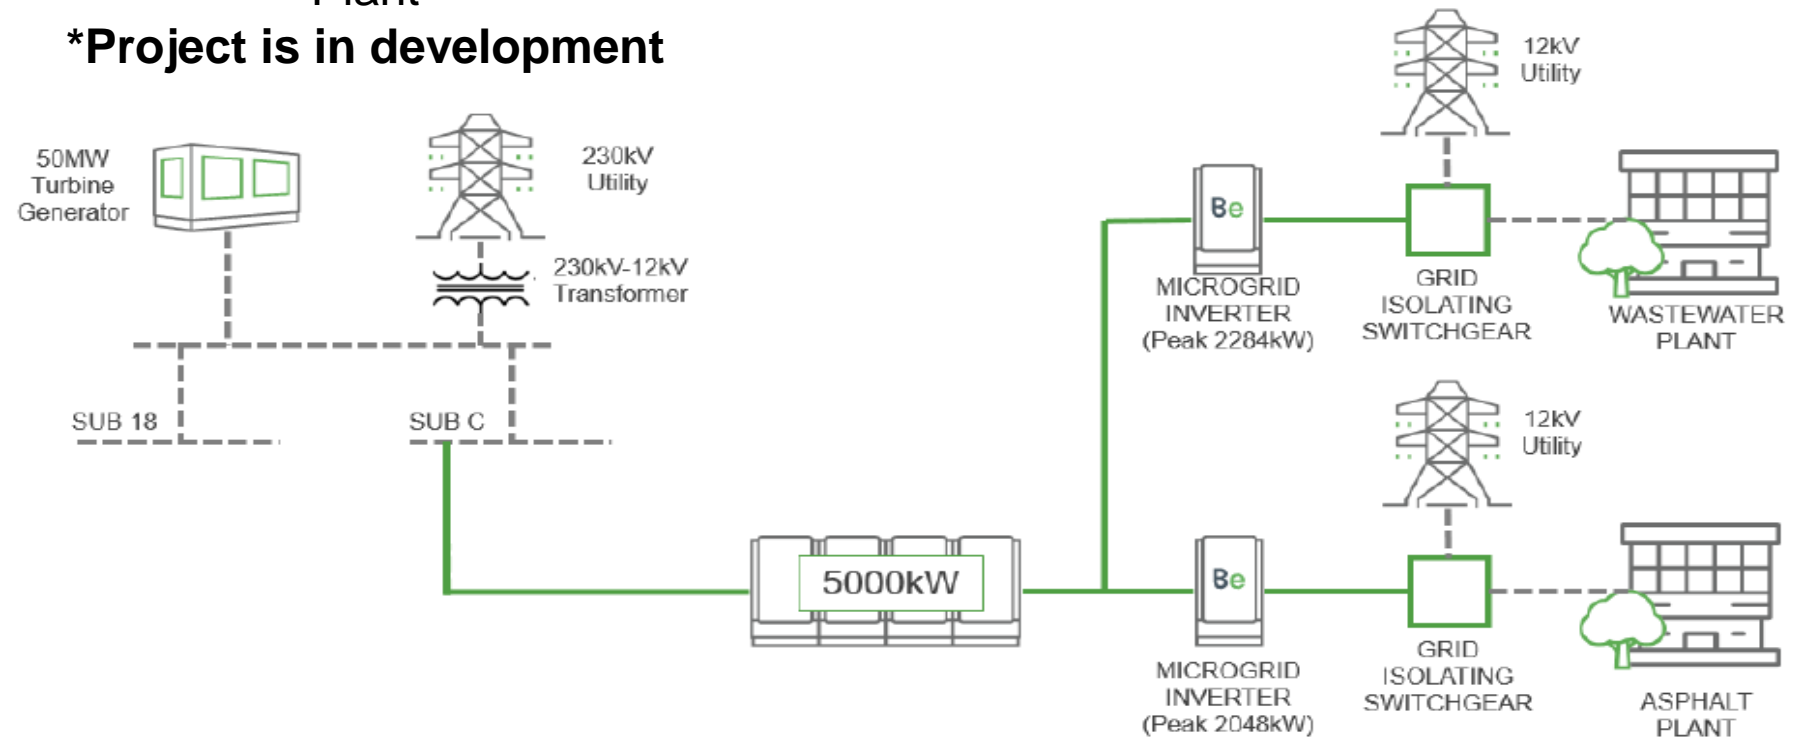 Plant
*Project is in development
50MW
Turbine
Generator
230kV
Utility
230kV-12kV
Transformer
SUB 18
SUB C
5000kW
12kV
Utility
Be
MICROGRID
INVERTER
(Peak 2284kW)
GRID
ISOLATING
SWITCHGEAR
WASTEWATER
PLANT
12kV
Utility
Be
MICROGRID
INVERTER
(Peak 2048kW)
GRID
ISOLATING
SWITCHGEAR
ASPHALT
PLANT